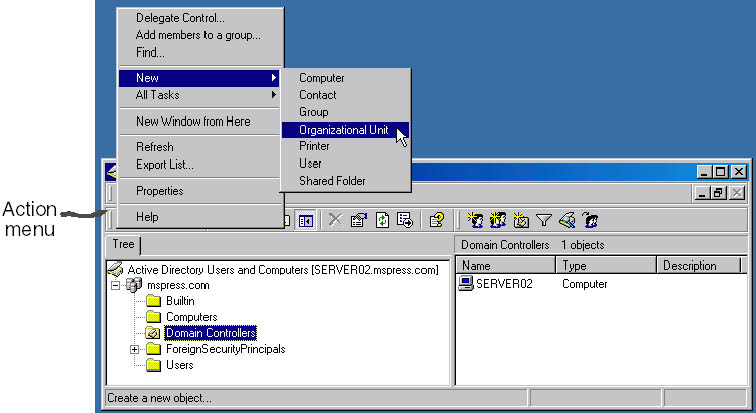 Delegate Control...
Add members to a group...
Find...
New
All Tasks
New Window from Here
Refresh
Export List...
Properties
Help
Computer
Contact
Group
Organizational Unit
Printer
User
Shared Folder
Action
menu
Tree
Active Directory Users and Computers [SERVER02.mspress.com]
mspress.com
Builtin
Computers
Domain Controllers
ForeignSecurityPrincipals
Users
Domain Controllers 1 objects
Name Type Description
SERVER02 Computer
Create a new object...